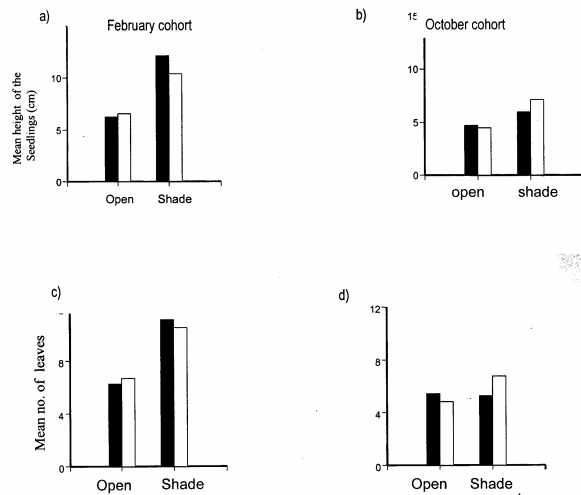 a)
February cohort
Mean height of the
Seedlings (cm)
10
5
0
Open Shade
b)
October cohort
15
10
5
0
open shade
c)
Mean no. of leaves
8
4
0
Open Shade
d)
12
8
4
0
Open Shade